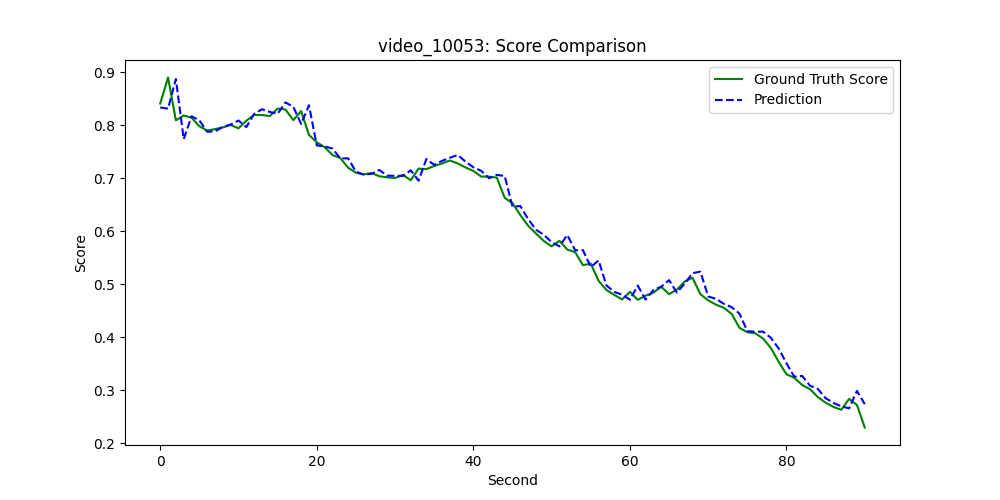 video_10053: Score Comparison
Ground Truth Score
Prediction
0.9
0.8
0.7
0.6
0.5
0.4
0.3
0.2
Score
0 20 40 60 80
Second